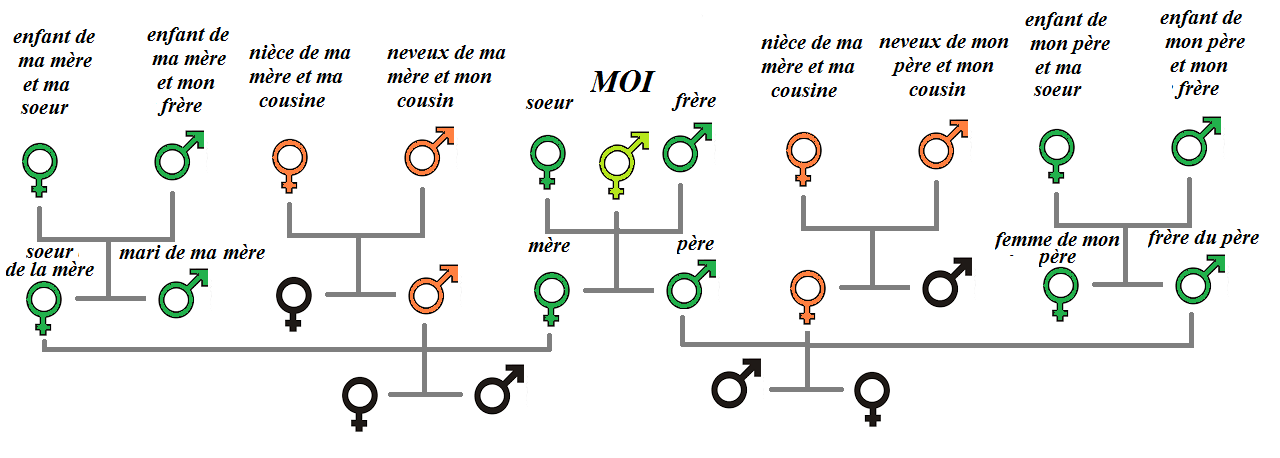 enfant de
ma mère
et ma
soeur
enfant de
ma mère
et mon
frère
nièce de ma
mère et ma
cousine
neveux de ma
mère et mon
cousin
soeur
MOI
frère
nièce de ma
mère et ma
cousine
neveux de mon
père et mon
cousin
enfant de
mon père
et ma
soeur
enfant de
mon père
et mon
frère
soeur
de la mère
mari de ma mère
mère
père
femme de mon
père
frère du père